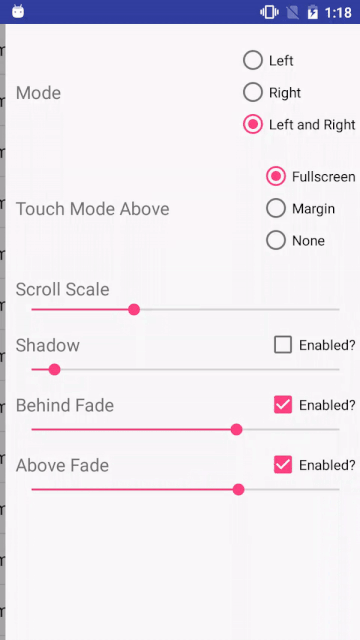 1:18
Left
Mode
Right
Left and Right
Fullscreen
Touch Mode Above
Margin
None
Scroll Scale
Shadow
Enabled?
Behind Fade
Enabled?
Above Fade
Enabled?